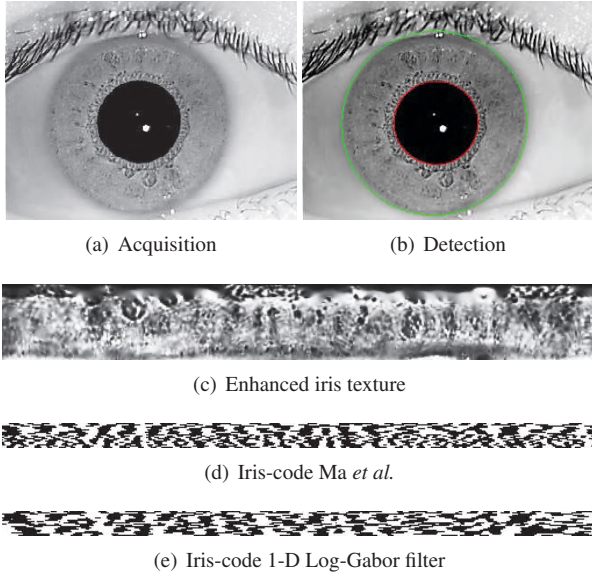 (a) Acquisition
(b) Detection
(c) Enhanced iris texture
(d) Iris-code Ma et al.
(e) Iris-code 1-D Log-Gabor filter